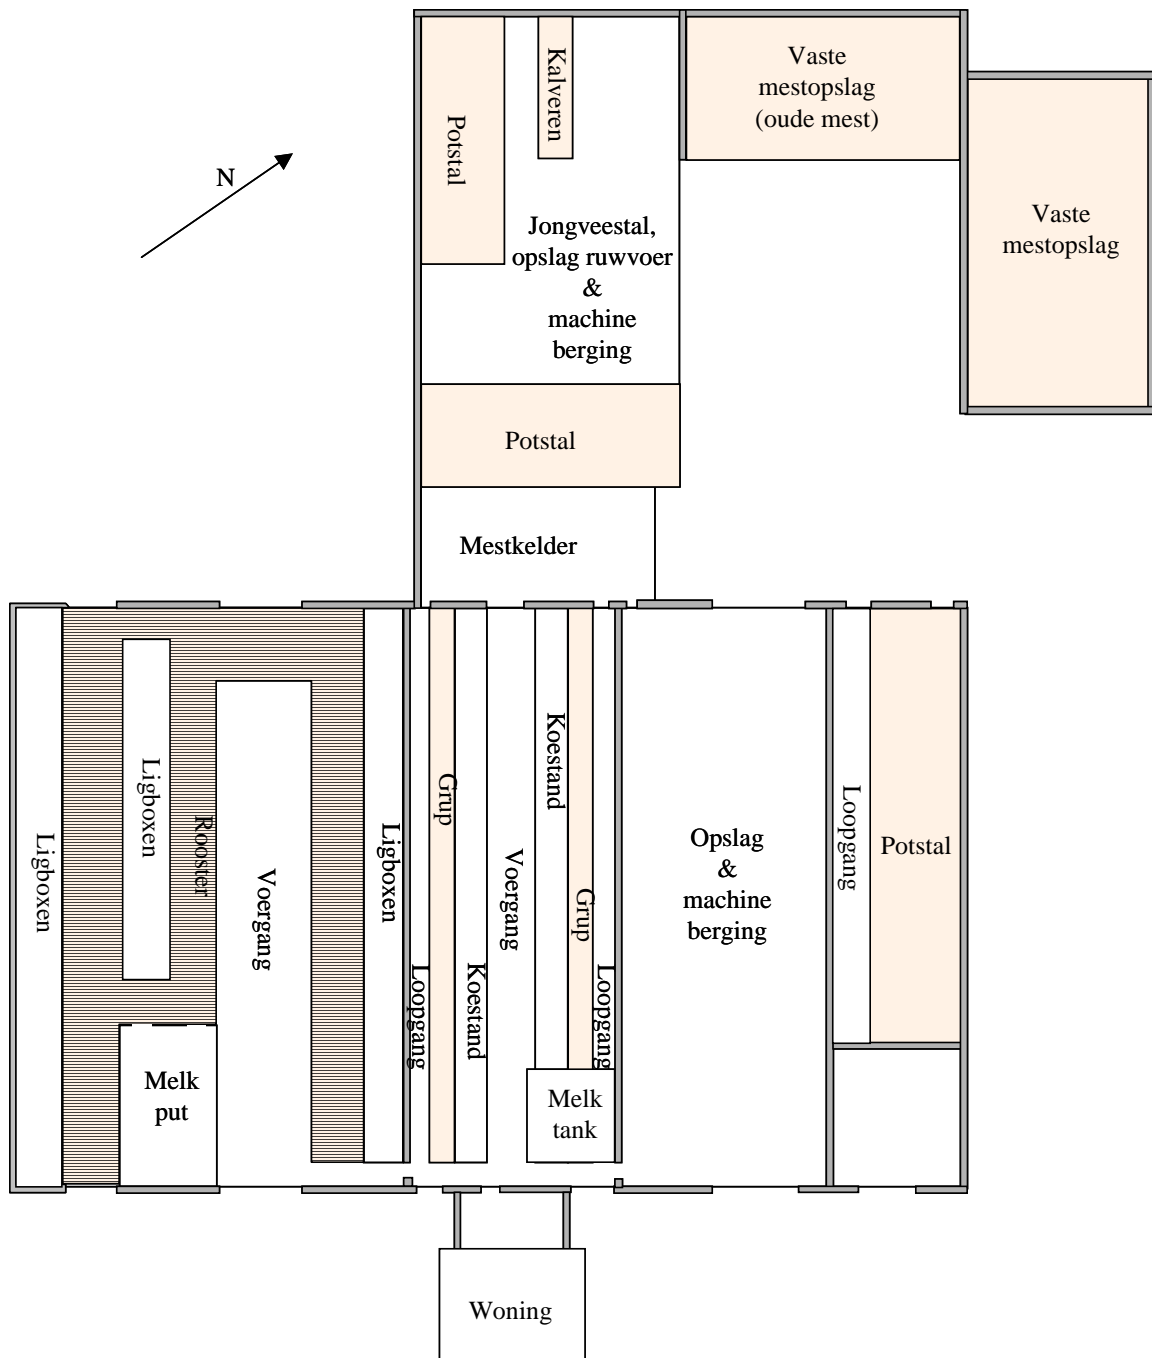 Vaste
mestopslag
(oude mest)
Kalveren
Potstal
N
Vaste
mestopslag
Jongveestal,
opslag ruwvoer
&
machine
berging
Potstal
Mestkelder
Ligboxen
Ligboxen
Rooster
Voergang
Ligboxen
Loopgang
Grup
Koestand
Voergang
Koestand
Grup
Loopgang
Opslag
&
machine
berging
Loopgang
Potstal
Melk
put
Melk
tank
Woning